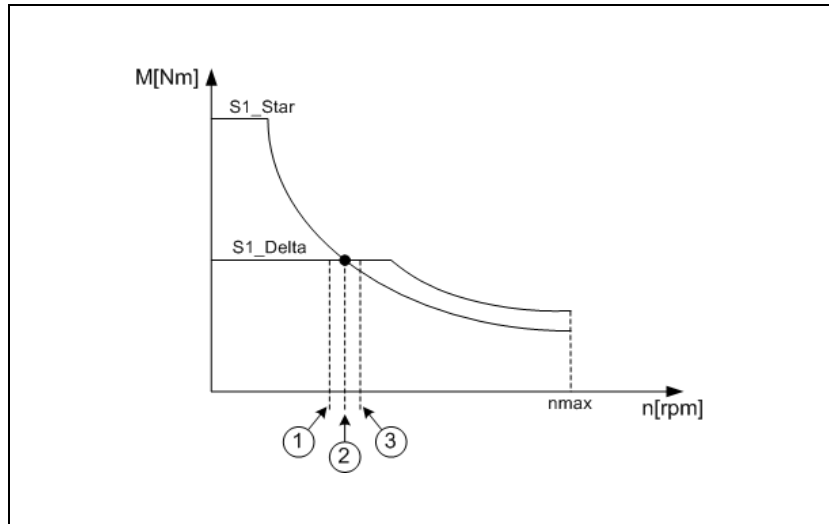 M[Nm]
S1_Star
S1_Delta
nmax
n[rpm]
1
2
3